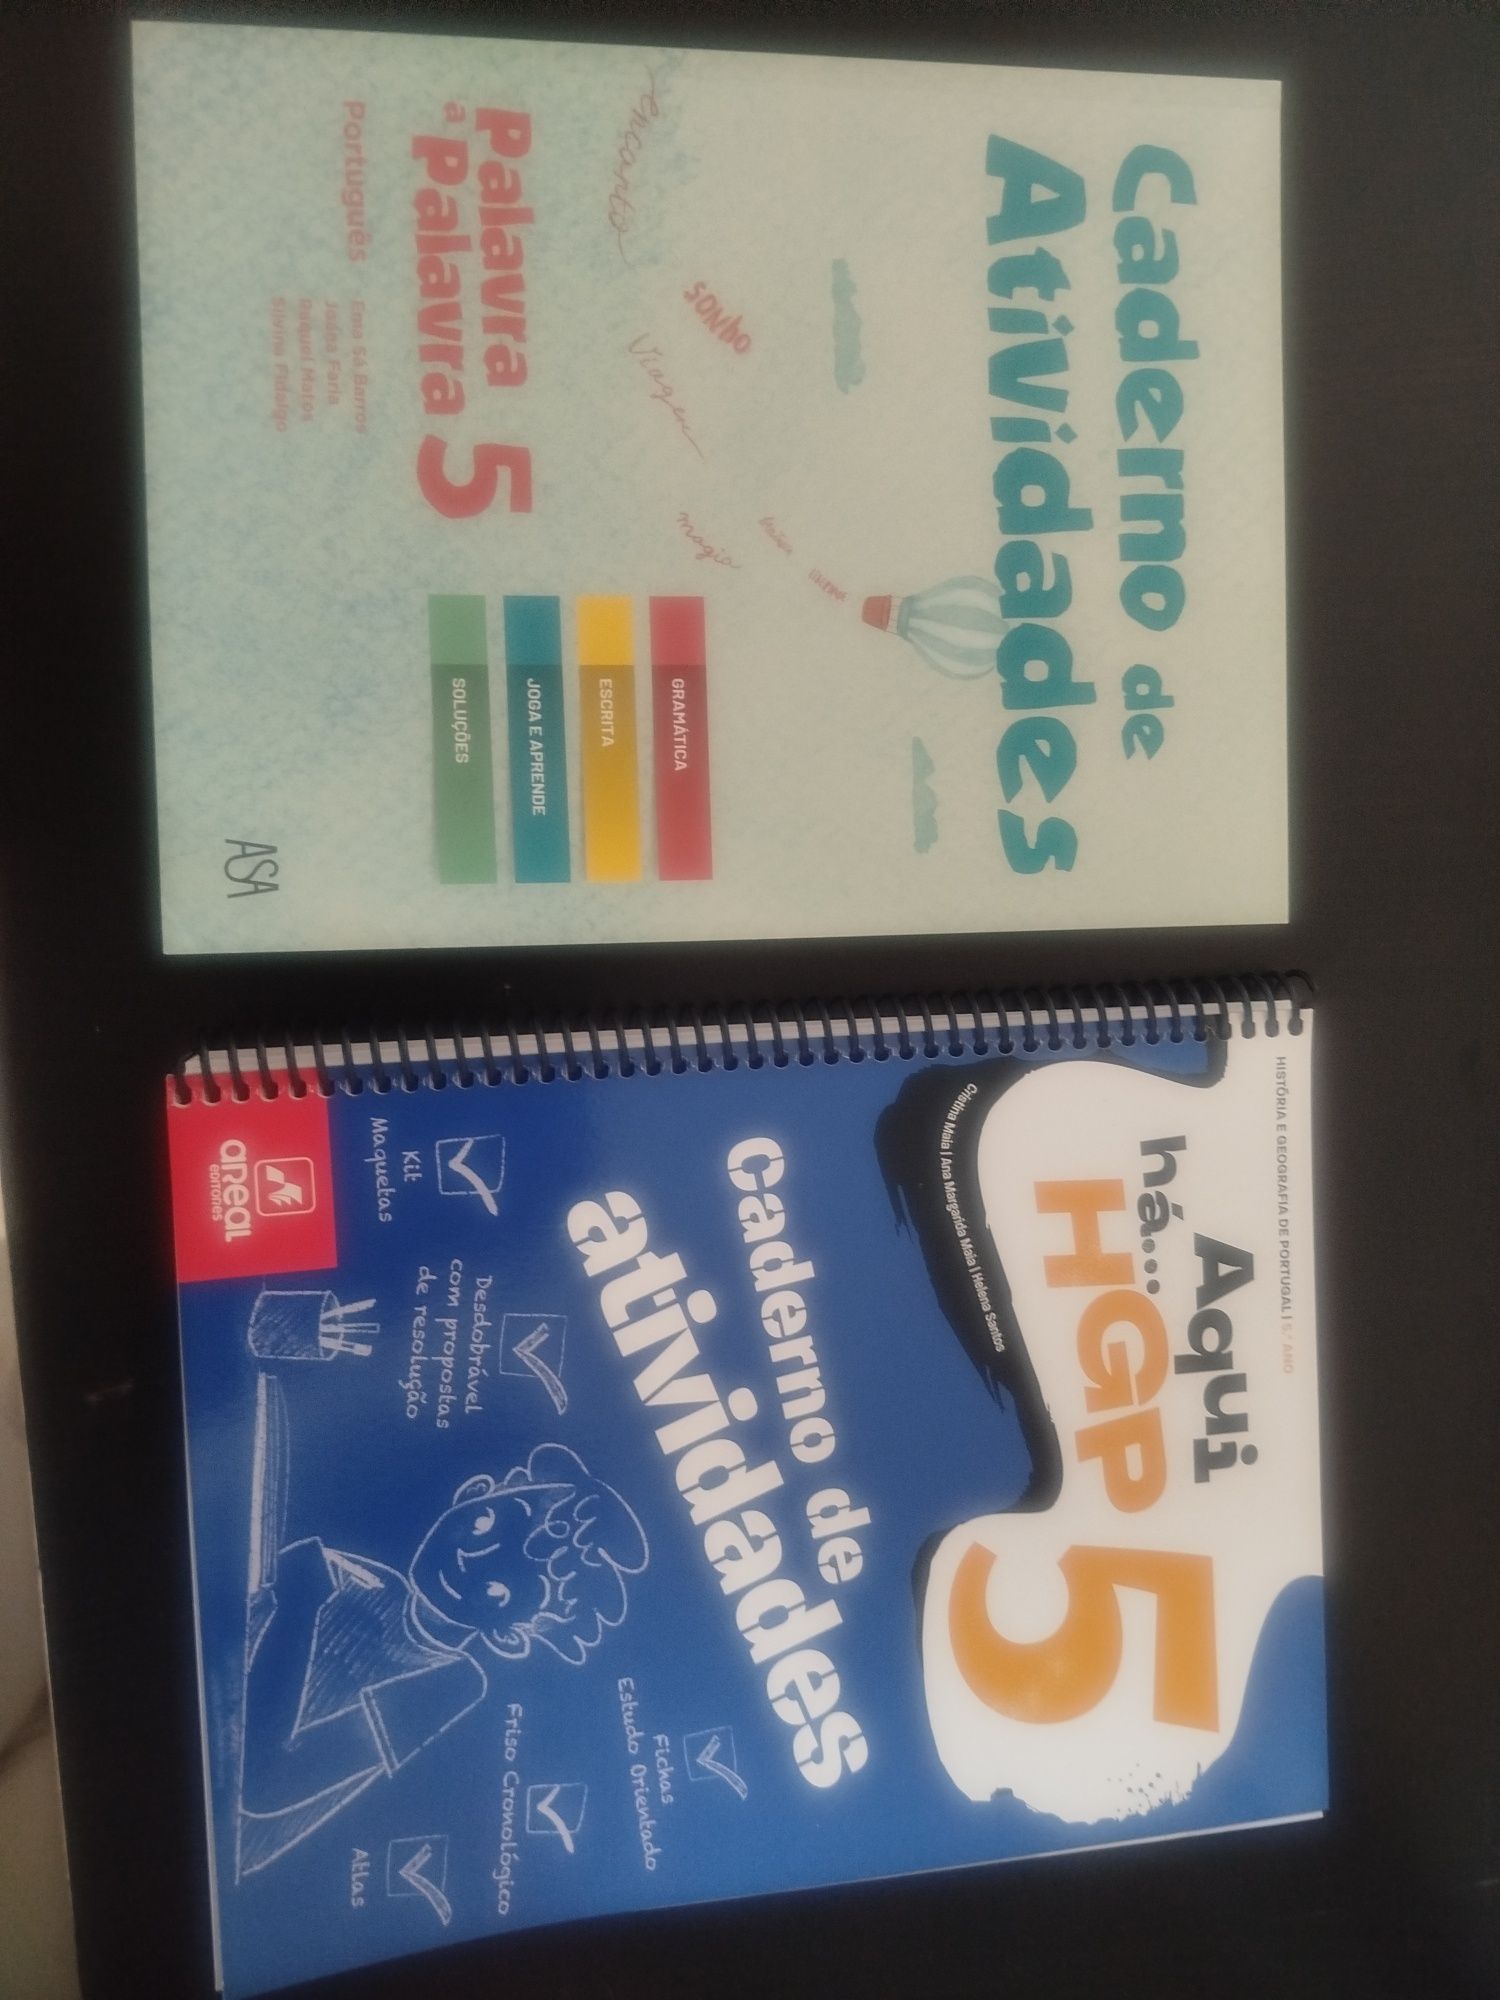 Caderno de
Atividades
encanto
SONHO
Viagem
magia
GRAMÁTICA
ESCRITA
JOGA E APRENDE
SOLUÇÕES
Palavra
a Palavra 5
Português
Ema Sá Barros
Joana Faria
Raquel Matos
Silvina Fidalgo
ASA
HISTÓRIA E GEOGRAFIA DE PORTUGAL | 5.º ANO
Aqui
há...
HGP 5
Cristina Maia | Ana Margarida Maia | Helena Santos
caderno de
atividades
Fichas
Estudo Orientado
Desdobrável
com propostas
de resolução
Friso Cronológico
Kit
Maquetas
Atlas
areal
EDITORES